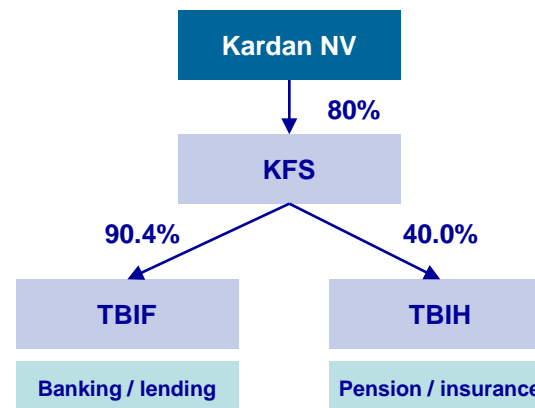 Kardan NV
80%
KFS
90.4%
40.0%
TBIF
TBIH
Banking / lending
Pension / insurance